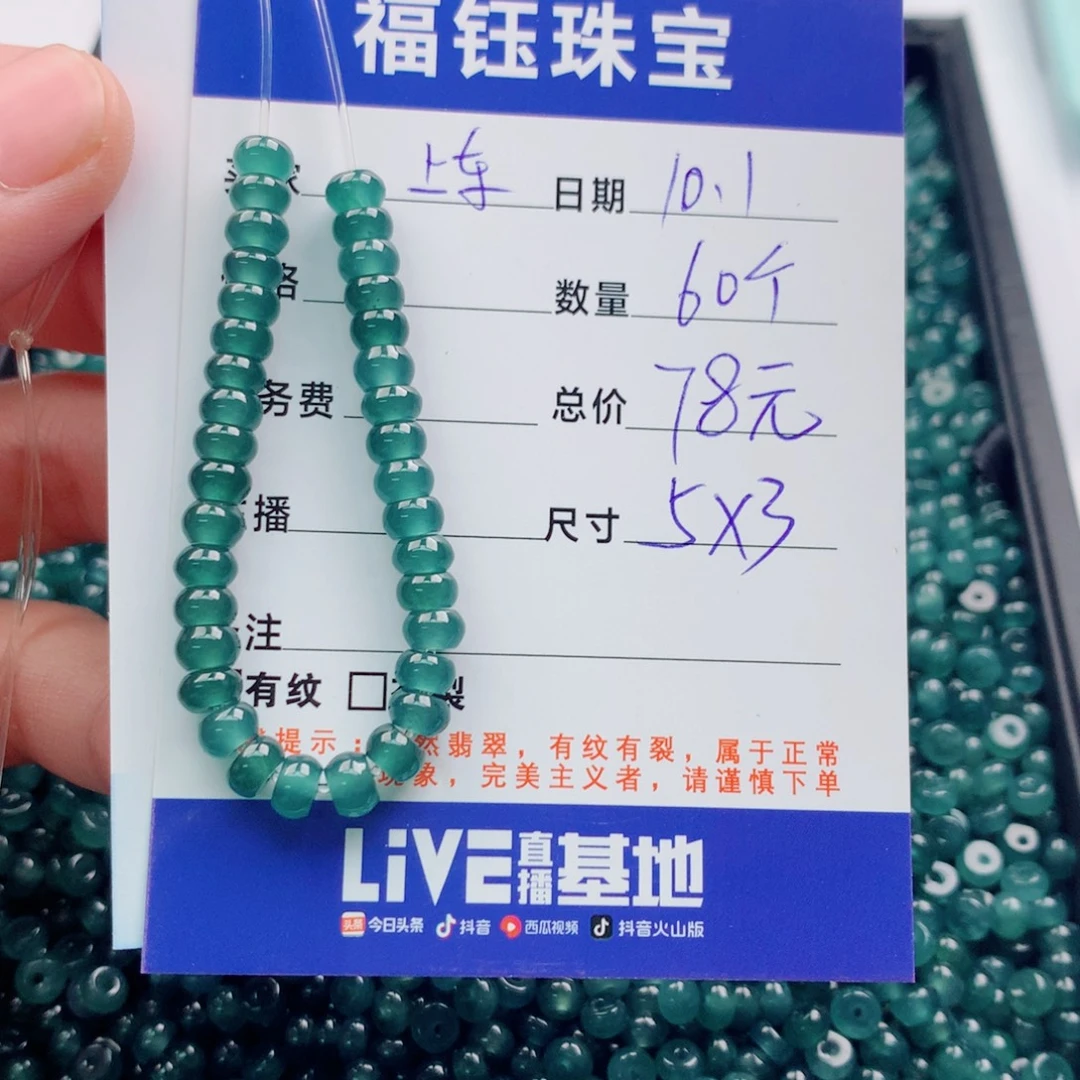 福钰珠宝
上车 日期 10.1
格 数量 60个
务费 总价 78元
播 尺寸 5X3
注
有纹 □ 裂
提示：然翡翠，有纹有裂，属于正常
现象，完美主义者，请谨慎下单
LiVE直播基地
头条 今日头条 抖音 西瓜视频 抖音火山版